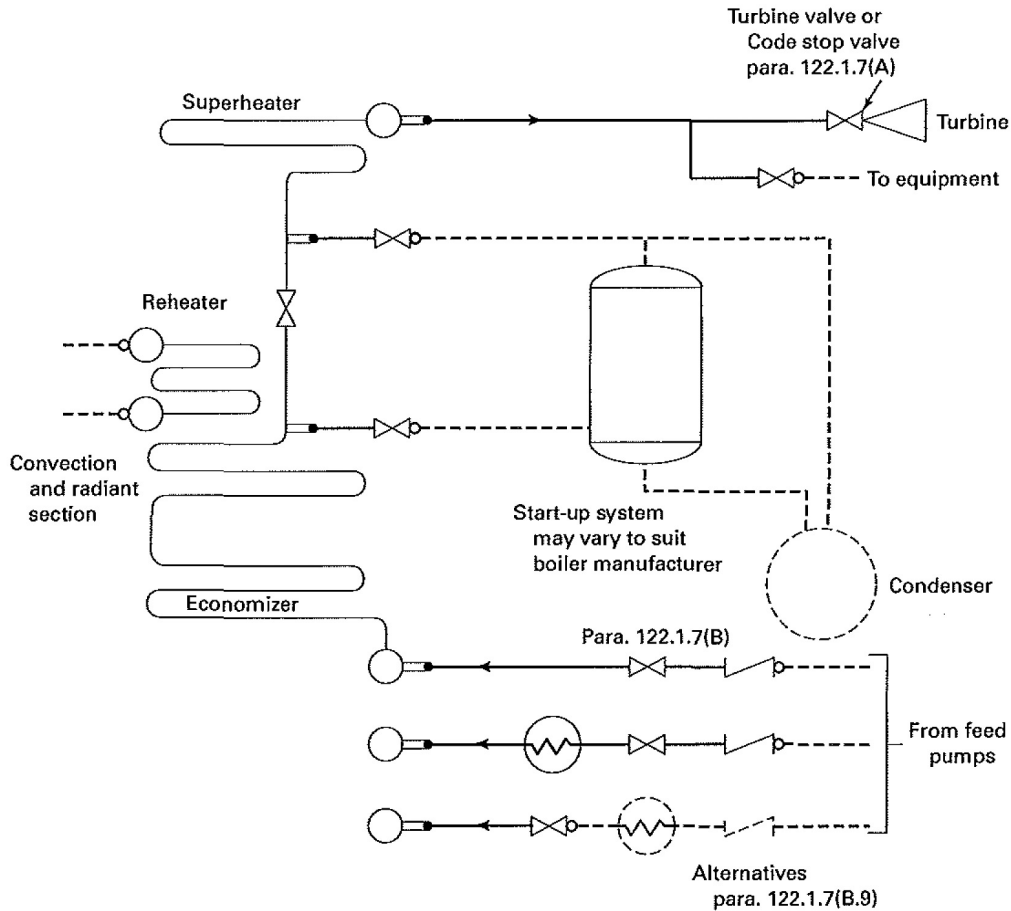 Turbine valve or
Code stop valve
para. 122.1.7(A)
Superheater
Turbine
To equipment
Reheater
Convection
and radiant
section
Start-up system
may vary to suit
boiler manufacturer
Condenser
Economizer
Para. 122.1.7(B)
From feed
pumps
Alternatives
para. 122.1.7(B.9)